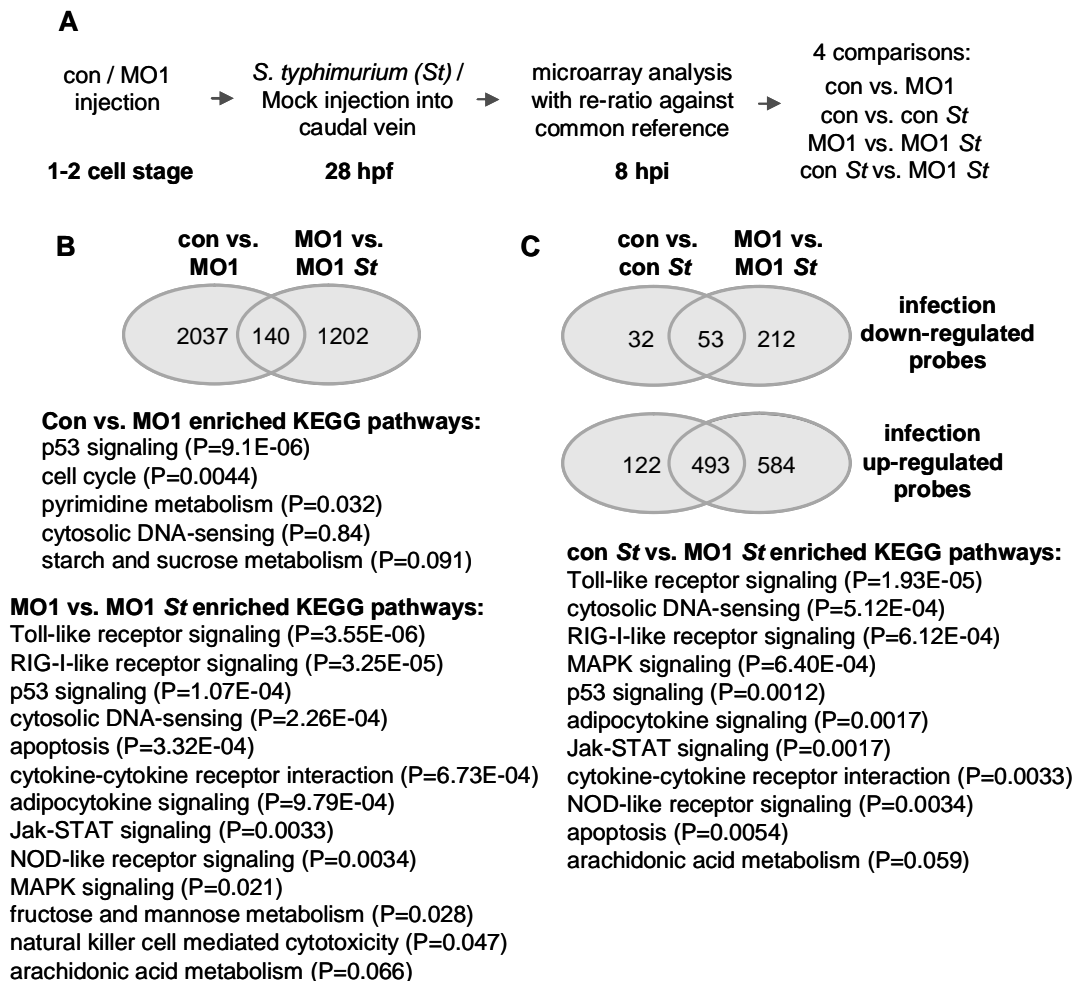 A
con / MO1
injection
1-2 cell stage
S. typhimurium (St) /
Mock injection into
caudal vein
28 hpf
microarray analysis
with re-ratio against
common reference
8 hpi
4 comparisons:
con vs. MO1
con vs. con St
MO1 vs. MO1 St
con St vs. MO1 St
B
con vs.
MO1
MO1 vs.
MO1 St
2037 140 1202
Con vs. MO1 enriched KEGG pathways:
p53 signaling (P=9.1E-06)
cell cycle (P=0.0044)
pyrimidine metabolism (P=0.032)
cytosolic DNA-sensing (P=0.84)
starch and sucrose metabolism (P=0.091)
MO1 vs. MO1 St enriched KEGG pathways:
Toll-like receptor signaling (P=3.55E-06)
RIG-I-like receptor signaling (P=3.25E-05)
p53 signaling (P=1.07E-04)
cytosolic DNA-sensing (P=2.26E-04)
apoptosis (P=3.32E-04)
cytokine-cytokine receptor interaction (P=6.73E-04)
adipocytokine signaling (P=9.79E-04)
Jak-STAT signaling (P=0.0033)
NOD-like receptor signaling (P=0.0034)
MAPK signaling (P=0.021)
fructose and mannose metabolism (P=0.028)
natural killer cell mediated cytotoxicity (P=0.047)
arachidonic acid metabolism (P=0.066)
C
con vs.
con St
MO1 vs.
MO1 St
32 53 212
infection
down-regulated
probes
122 493 584
infection
up-regulated
probes
con St vs. MO1 St enriched KEGG pathways:
Toll-like receptor signaling (P=1.93E-05)
cytosolic DNA-sensing (P=5.12E-04)
RIG-I-like receptor signaling (P=6.12E-04)
MAPK signaling (P=6.40E-04)
p53 signaling (P=0.0012)
adipocytokine signaling (P=0.0017)
Jak-STAT signaling (P=0.0017)
cytokine-cytokine receptor interaction (P=0.0033)
NOD-like receptor signaling (P=0.0034)
apoptosis (P=0.0054)
arachidonic acid metabolism (P=0.059)